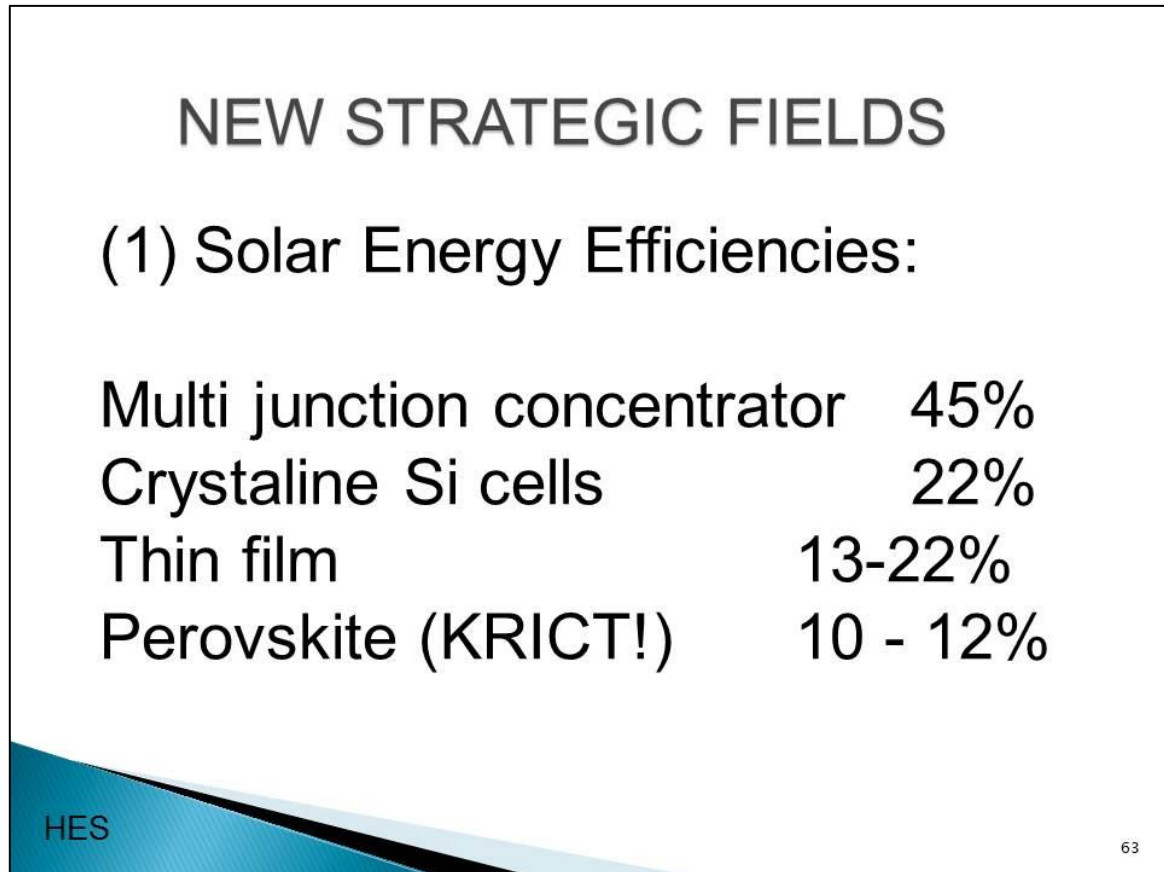 NEW STRATEGIC FIELDS
(1) Solar Energy Efficiencies:
Multi junction concentrator 45%
Crystaline Si cells 22%
Thin film 13-22%
Perovskite (KRICT!) 10 - 12%
HES
63